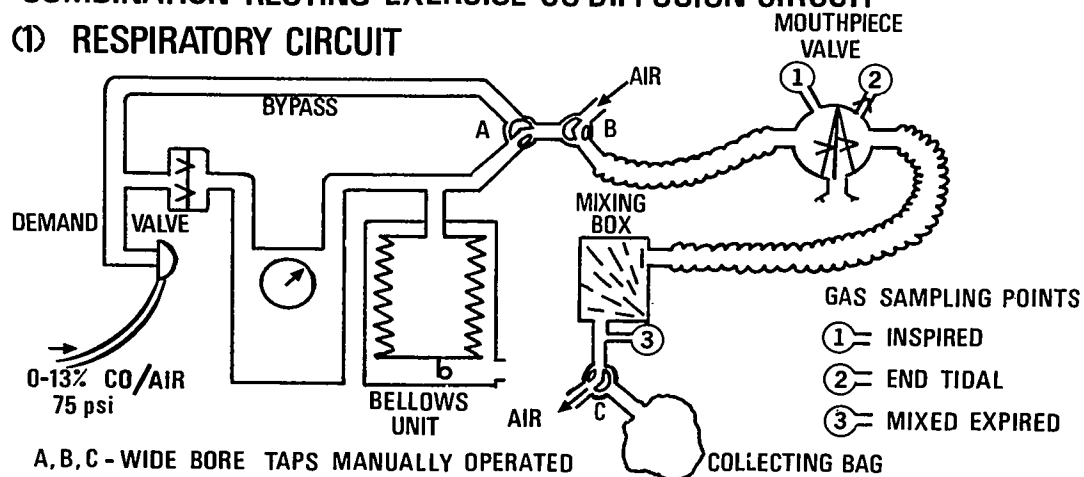 (1) RESPIRATORY CIRCUIT
MOUTHPIECE
VALVE
1
2
AIR
BYPASS
A
B
DEMAND VALVE
MIXING
BOX
3
GAS SAMPLING POINTS
1 INSPIRED
2 END TIDAL
3 MIXED EXPIRED
0-13% CO/AIR
75 psi
b
BELLOWS
UNIT
AIR
C
A, B, C - WIDE BORE TAPS MANUALLY OPERATED
COLLECTING BAG